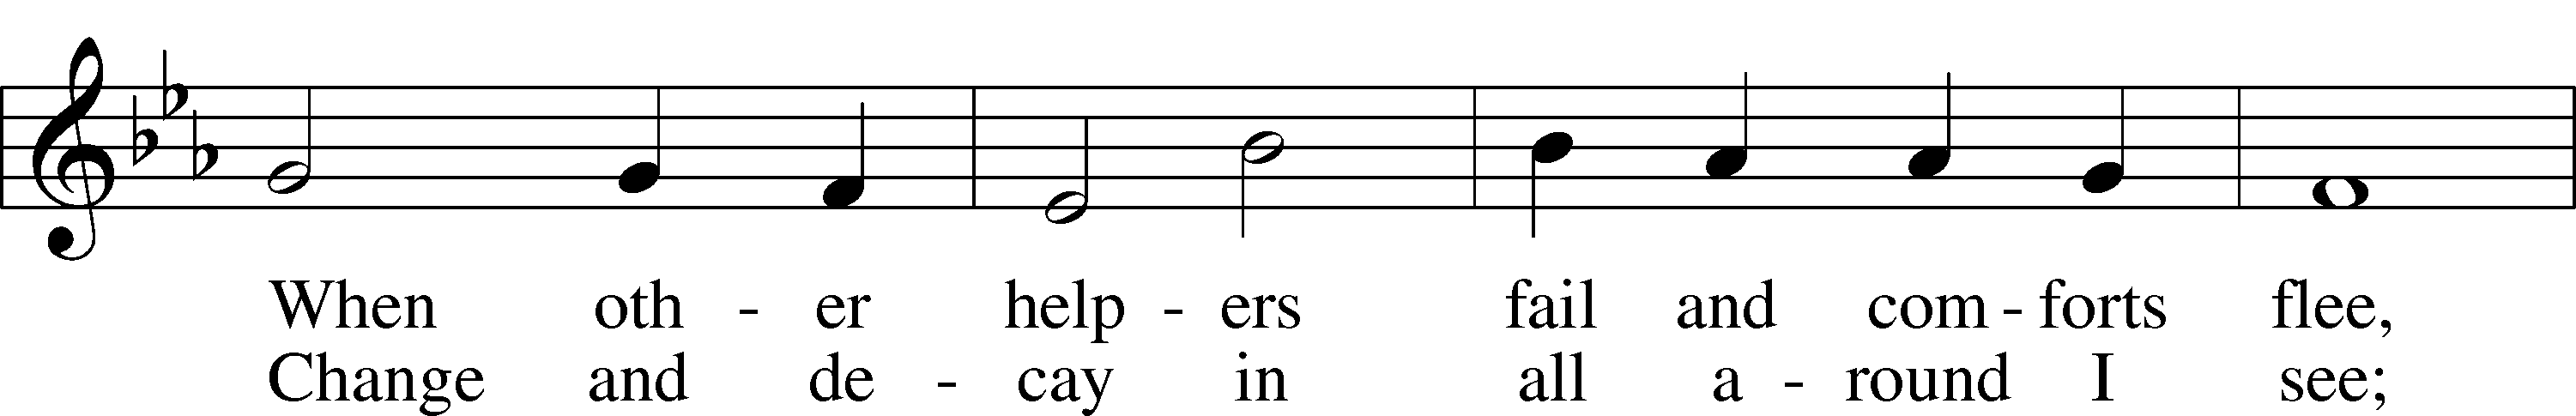 When oth - er help - ers fail and com - forts flee,
Change and de - cay in all a - round I see;